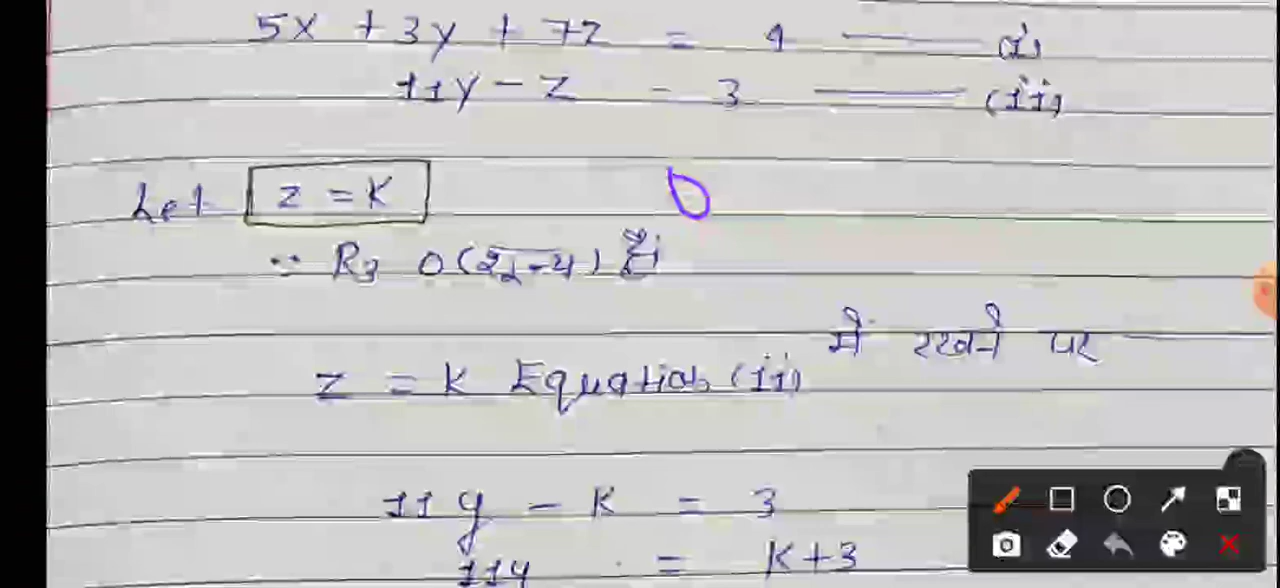 5x + 3y + 7z = 4 —— (i)
11y - z = 3 —— (ii)
Let z = K
∵ R3 0 (शून्य) है
में रखने पर
z = K Equation (ii)
11y - K = 3
11y = K+3